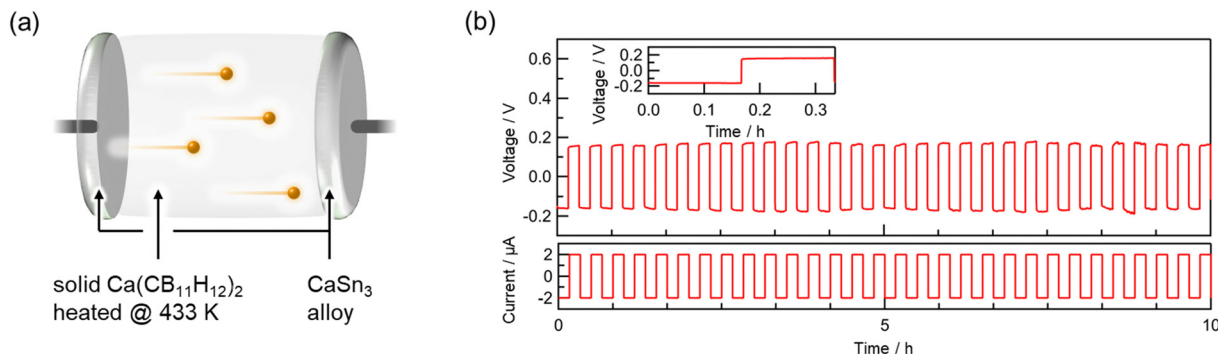 (a)
solid Ca(CB₁₁H₁₂)₂
heated @ 433 K
CaSn₃
alloy
(b)
Voltage / V
0.6
0.4
0.2
0.0
-0.2
Voltage / V
0.2
0.0
-0.2
0.0 0.1 0.2 0.3
Time / h
Current / μA
2
0
-2
0 5 10
Time / h